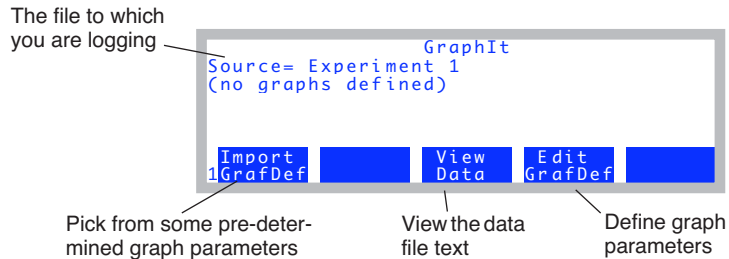 The file to which
you are logging
GraphIt
Source= Experiment 1
(no graphs defined)
Import
1GrafDef
View
Data
Edit
GrafDef
Pick from some pre-deter-
mined graph parameters
View the data
file text
Define graph
parameters